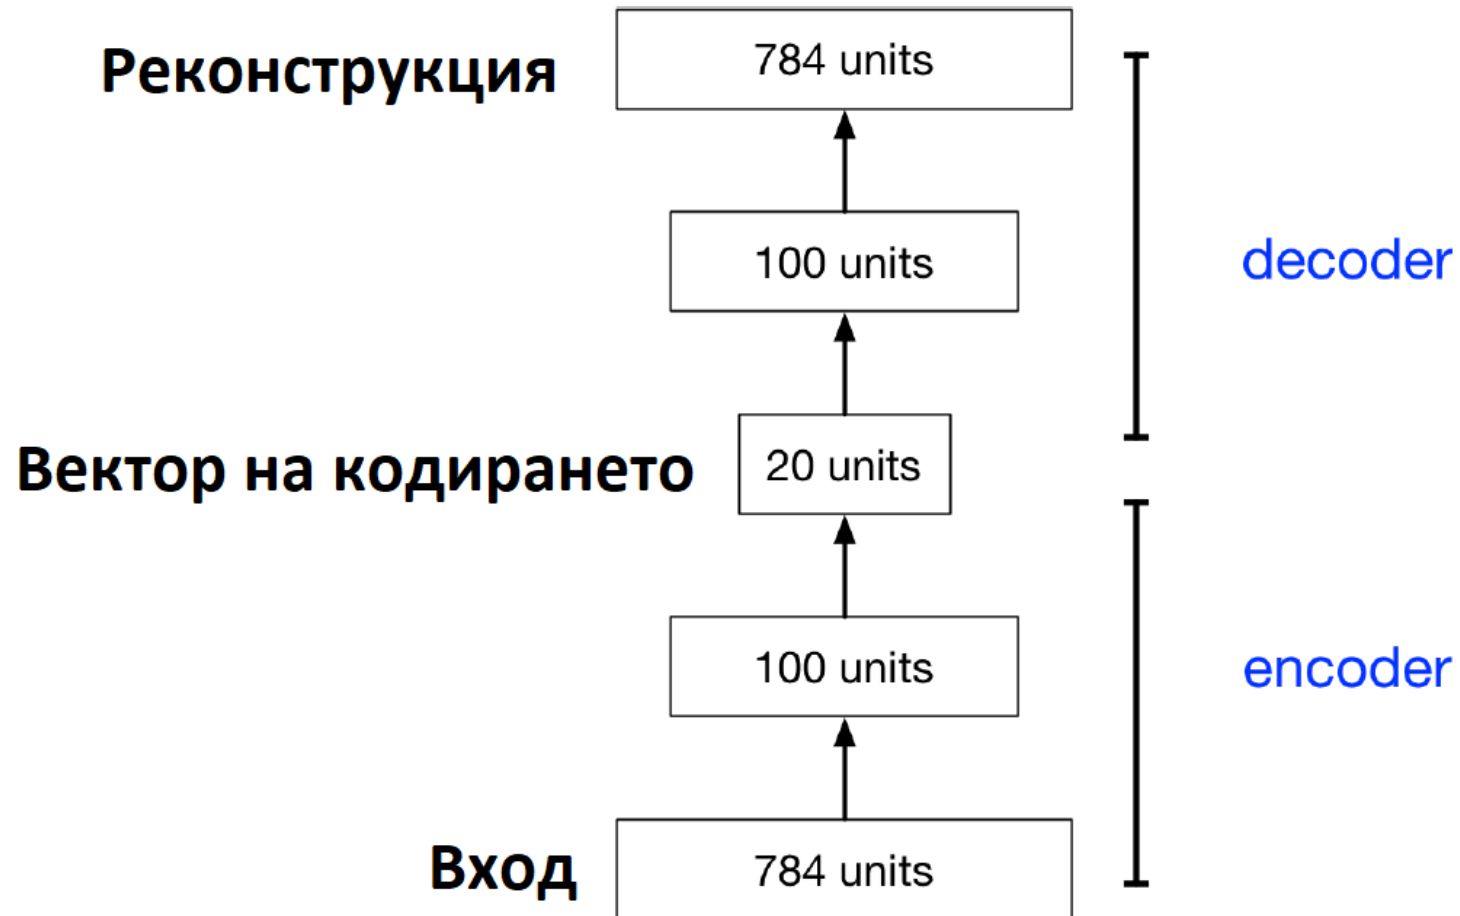 Реконструкция
784 units
100 units
decoder
Вектор на кодирането
20 units
100 units
encoder
Вход
784 units